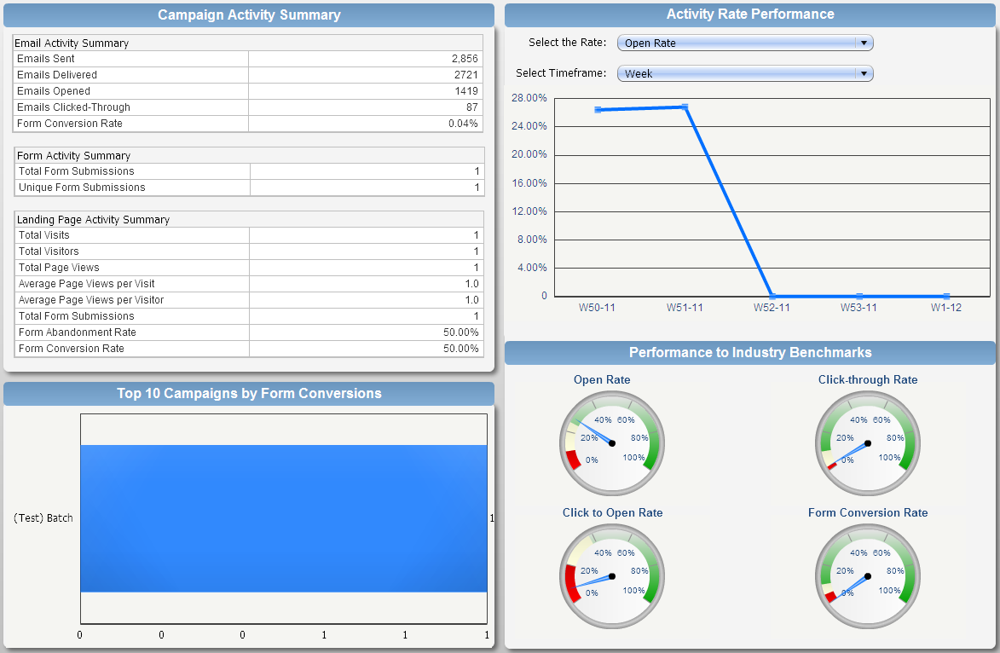 Campaign Activity Summary
Email Activity Summary
Emails Sent 2,856
Emails Delivered 2721
Emails Opened 1419
Emails Clicked-Through 87
Form Conversion Rate 0.04%
Form Activity Summary
Total Form Submissions 1
Unique Form Submissions 1
Landing Page Activity Summary
Total Visits 1
Total Visitors 1
Total Page Views 1
Average Page Views per Visit 1.0
Average Page Views per Visitor 1.0
Total Form Submissions 1
Form Abandonment Rate 50.00%
Form Conversion Rate 50.00%
Top 10 Campaigns by Form Conversions
(Test) Batch 1
0 0 0 1 1 1
Activity Rate Performance
Select the Rate: Open Rate
Select Timeframe: Week
28.00%
24.00%
20.00%
16.00%
12.00%
8.00%
4.00%
0
W50-11 W51-11 W52-11 W53-11 W1-12
Performance to Industry Benchmarks
Open Rate
40% 60%
20% 80%
0% 100%
Click-through Rate
40% 60%
20% 80%
0% 100%
Click to Open Rate
40% 60%
20% 80%
0% 100%
Form Conversion Rate
40% 60%
20% 80%
0% 100%